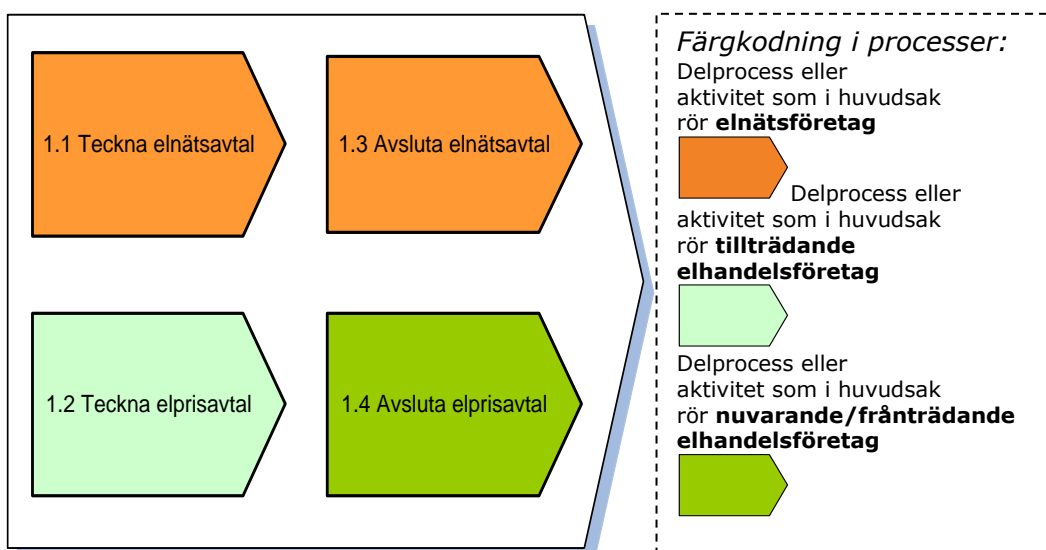 1.1 Teckna elnätsavtal
1.3 Avsluta elnätsavtal
1.2 Teckna elprisavtal
1.4 Avsluta elprisavtal
Färgkodning i processer:
Delprocess eller
aktivitet som i huvudsak
rör elnätsföretag
Delprocess eller
aktivitet som i huvudsak
rör tillträdande
elhandelsföretag
Delprocess eller
aktivitet som i huvudsak
rör nuvarande/frånträdande
elhandelsföretag